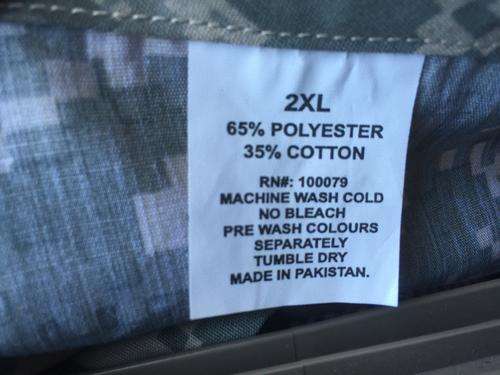 2XL
65% POLYESTER
35% COTTON
RN#: 100079
MACHINE WASH COLD
NO BLEACH
PRE WASH COLOURS
SEPARATELY
TUMBLE DRY
MADE IN PAKISTAN.